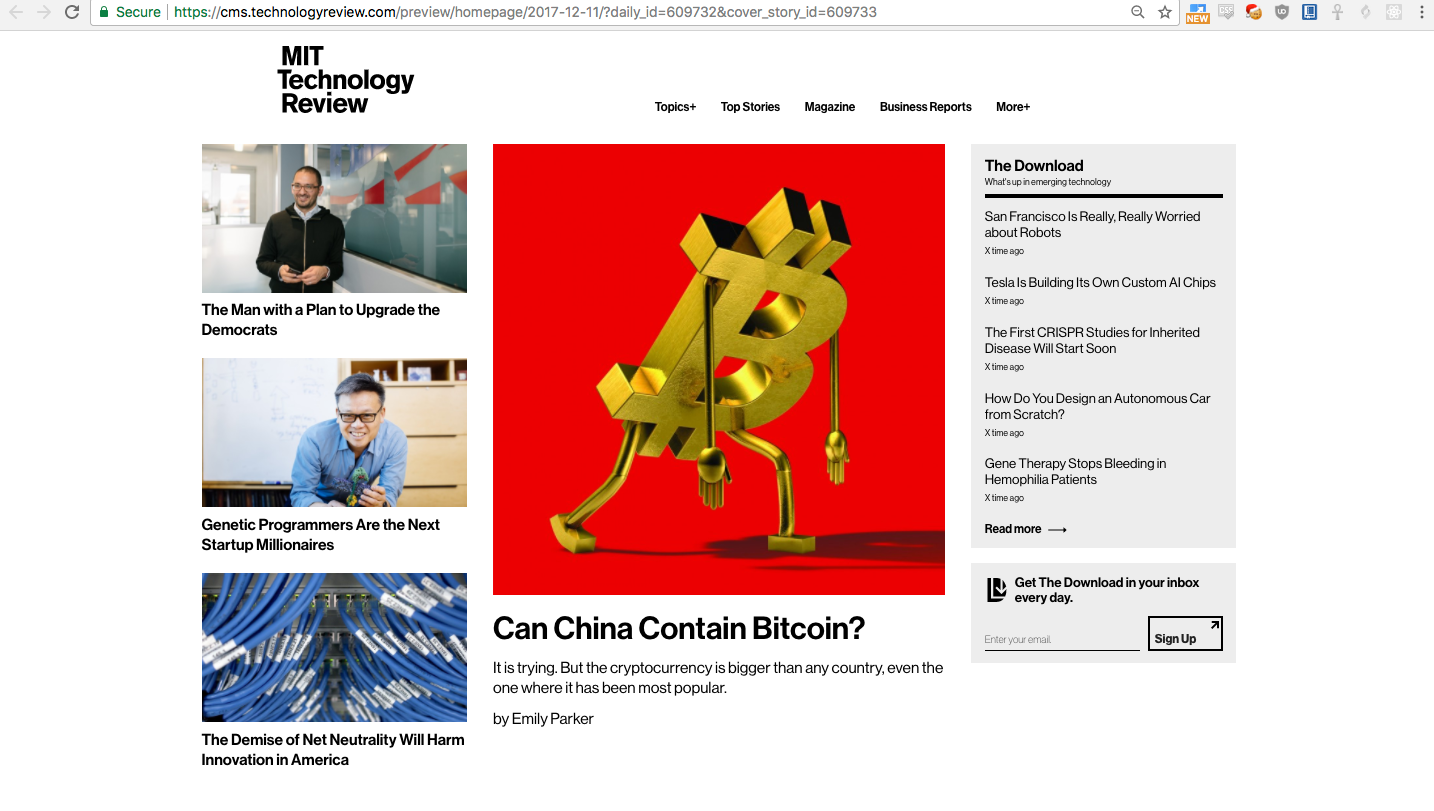 Secure
https://cms.technologyreview.com/preview/homepage/2017-12-11/?daily_id=609732&cover_story_id=609733
NEW
CSS
UD
MIT
Technology
Review
Topics+
Top Stories
Magazine
Business Reports
More+
The Man with a Plan to Upgrade the
Democrats
Genetic Programmers Are the Next
Startup Millionaires
The Demise of Net Neutrality Will Harm
Innovation in America
Can China Contain Bitcoin?
It is trying. But the cryptocurrency is bigger than any country, even the
one where it has been most popular.
by Emily Parker
The Download
What's up in emerging technology
San Francisco Is Really, Really Worried
about Robots
X time ago
Tesla Is Building Its Own Custom AI Chips
X time ago
The First CRISPR Studies for Inherited
Disease Will Start Soon
X time ago
How Do You Design an Autonomous Car
from Scratch?
X time ago
Gene Therapy Stops Bleeding in
Hemophilia Patients
X time ago
Read more
Get The Download in your inbox
every day.
Enter your email.
Sign Up